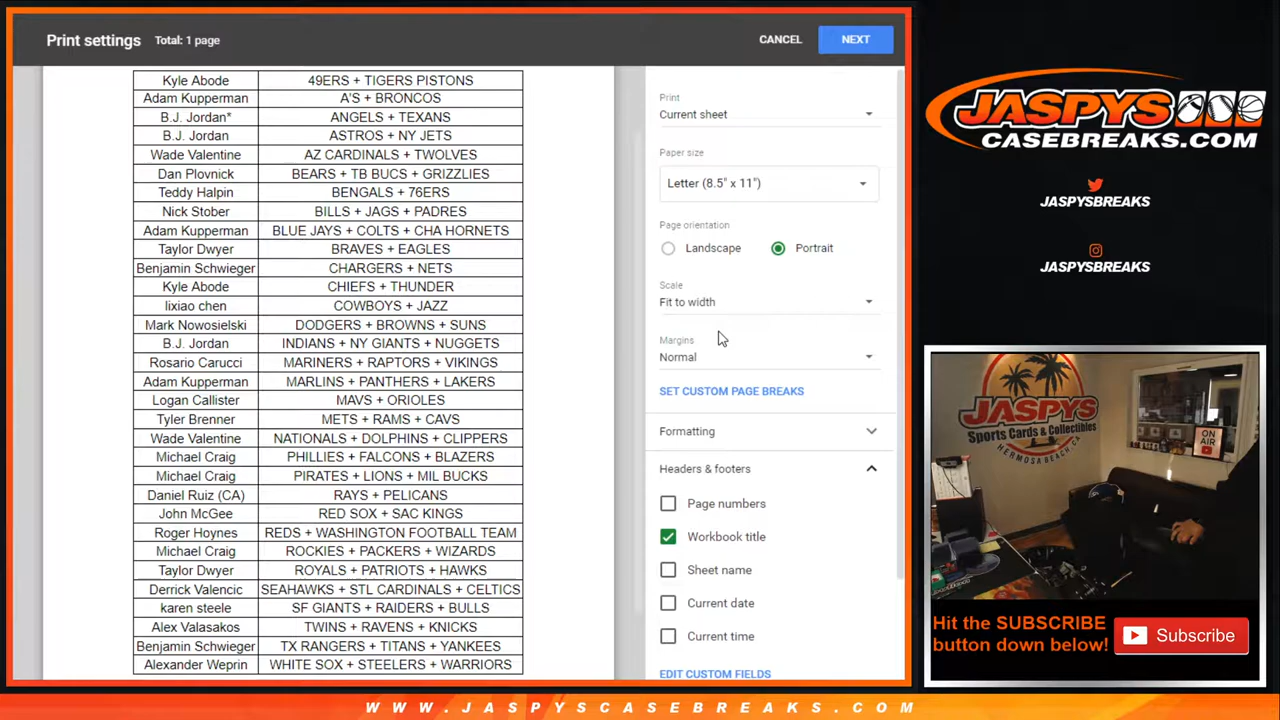 Print settings Total: 1 page CANCEL NEXT
Kyle Abode 49ERS + TIGERS PISTONS
Adam Kupperman A'S + BRONCOS
B.J. Jordan* ANGELS + TEXANS
B.J. Jordan ASTROS + NY JETS
Wade Valentine AZ CARDINALS + TWOLVES
Dan Plovnick BEARS + TB BUCS + GRIZZLIES
Teddy Halpin BENGALS + 76ERS
Nick Stober BILLS + JAGS + PADRES
Adam Kupperman BLUE JAYS + COLTS + CHA HORNETS
Taylor Dwyer BRAVES + EAGLES
Benjamin Schwieger CHARGERS + NETS
Kyle Abode CHIEFS + THUNDER
lixiao chen COWBOYS + JAZZ
Mark Nowosielski DODGERS + BROWNS + SUNS
B.J. Jordan INDIANS + NY GIANTS + NUGGETS
Rosario Carucci MARINERS + RAPTORS + VIKINGS
Adam Kupperman MARLINS + PANTHERS + LAKERS
Logan Callister MAVS + ORIOLES
Tyler Brenner METS + RAMS + CAVS
Wade Valentine NATIONALS + DOLPHINS + CLIPPERS
Michael Craig PHILLIES + FALCONS + BLAZERS
Michael Craig PIRATES + LIONS + MIL BUCKS
Daniel Ruiz (CA) RAYS + PELICANS
John McGee RED SOX + SAC KINGS
Roger Hoynes REDS + WASHINGTON FOOTBALL TEAM
Michael Craig ROCKIES + PACKERS + WIZARDS
Taylor Dwyer ROYALS + PATRIOTS + HAWKS
Derrick Valencic SEAHAWKS + STL CARDINALS + CELTICS
karen steele SF GIANTS + RAIDERS + BULLS
Alex Valasakos TWINS + RAVENS + KNICKS
Benjamin Schwieger TX RANGERS + TITANS + YANKEES
Alexander Weprin WHITE SOX + STEELERS + WARRIORS
Print
Current sheet
Paper size
Letter (8.5" x 11")
Page orientation
Landscape Portrait
Scale
Fit to width
Margins
Normal
SET CUSTOM PAGE BREAKS
Formatting
Headers & footers
Page numbers
Workbook title
Sheet name
Current date
Current time
EDIT CUSTOM FIELDS
JASPYS
CASEBREAKS.COM
JASPYSBREAKS
JASPYSBREAKS
JASPYS
Sports Cards & Collectibles
HERMOSA BEACH, CA
ON
AIR
Hit the SUBSCRIBE
button down below!
Subscribe
WWW.JASPYSCASEBREAKS.COM